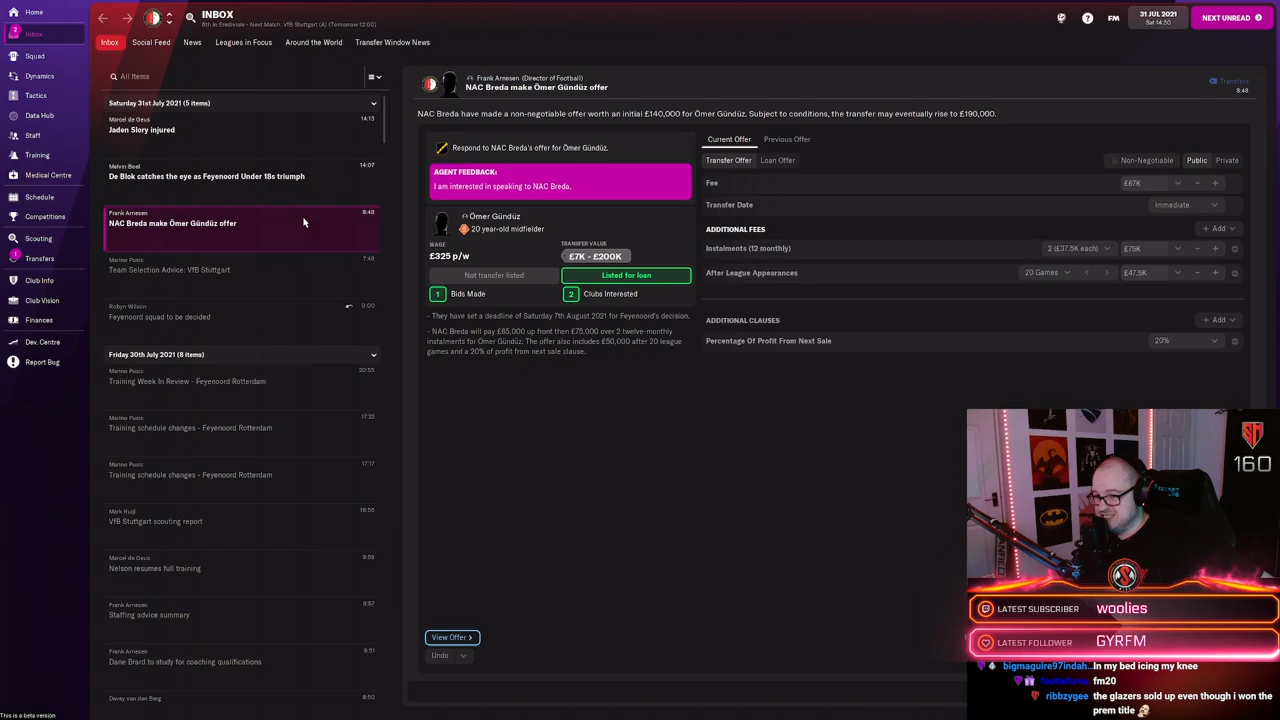 Home
2
Inbox
Squad
Dynamics
Tactics
Data Hub
Staff
Training
Medical Centre
Schedule
Competitions
Scouting
1
Transfers
Club Info
Club Vision
Finances
Dev. Centre
Report Bug
This is a beta version
INBOX
6th in Eredivisie - Next Match: VfB Stuttgart (A) (Tomorrow 12:00)
FM
31 JUL 2021
Sat 14:30
NEXT UNREAD
Inbox
Social Feed
News
Leagues in Focus
Around the World
Transfer Window News
All Items
Saturday 31st July 2021 (5 items)
Marcel de Geus
14:13
Jaden Slory injured
Melvin Boel
14:07
De Blok catches the eye as Feyenoord Under 18s triumph
Frank Arnesen
8:48
NAC Breda make Ömer Gündüz offer
Marino Pusic
7:48
Team Selection Advice: VfB Stuttgart
Robyn Wilson
0:00
Feyenoord squad to be decided
Friday 30th July 2021 (8 items)
Marino Pusic
20:55
Training Week In Review - Feyenoord Rotterdam
Marino Pusic
17:22
Training schedule changes - Feyenoord Rotterdam
Marino Pusic
17:17
Training schedule changes - Feyenoord Rotterdam
Mark Ruijl
16:56
VfB Stuttgart scouting report
Marcel de Geus
8:59
Nelson resumes full training
Frank Arnesen
8:57
Staffing advice summary
Frank Arnesen
8:51
Dane Brard to study for coaching qualifications
Davey van den Berg
8:50
Frank Arnesen (Director of Football)
NAC Breda make Ömer Gündüz offer
Transfers
8:48
NAC Breda have made a non-negotiable offer worth an initial £140,000 for Ömer Gündüz. Subject to conditions, the transfer may eventually rise to £190,000.
Respond to NAC Breda's offer for Ömer Gündüz.
AGENT FEEDBACK:
I am interested in speaking to NAC Breda.
Ömer Gündüz
20 year-old midfielder
WAGE
£325 p/w
TRANSFER VALUE
£7K - £200K
Not transfer listed
Listed for loan
1
Bids Made
2
Clubs Interested
- They have set a deadline of Saturday 7th August 2021 for Feyenoord's decision.
- NAC Breda will pay £65,000 up front then £75,000 over 2 twelve-monthly
instalments for Ömer Gündüz. The offer also includes £50,000 after 20 league
games and a 20% of profit from next sale clause.
View Offer >
Undo
Current Offer
Previous Offer
Transfer Offer
Loan Offer
Non-Negotiable
Public
Private
Fee
£67K
Transfer Date
Immediate
ADDITIONAL FEES
+ Add
Instalments (12 monthly)
2 (£37.5K each)
£75K
After League Appearances
20 Games
£47.5K
ADDITIONAL CLAUSES
+ Add
Percentage Of Profit From Next Sale
20%
160
LATEST SUBSCRIBER
woolies
LATEST FOLLOWER
GYRFM
bigmaguire97indah... In my bed icing my knee
fm20
ribbzygee
the glazers sold up even though i won the
prem title